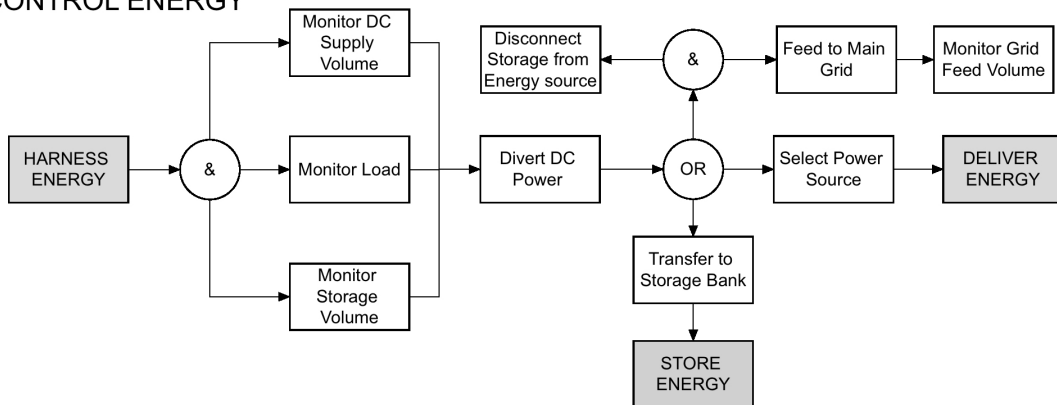 CONTROL ENERGY
Monitor DC
Supply
Volume
Disconnect
Storage from
Energy source
&
Feed to Main
Grid
Monitor Grid
Feed Volume
HARNESS
ENERGY
&
Monitor Load
Divert DC
Power
OR
Select Power
Source
DELIVER
ENERGY
Monitor
Storage
Volume
Transfer to
Storage Bank
STORE
ENERGY